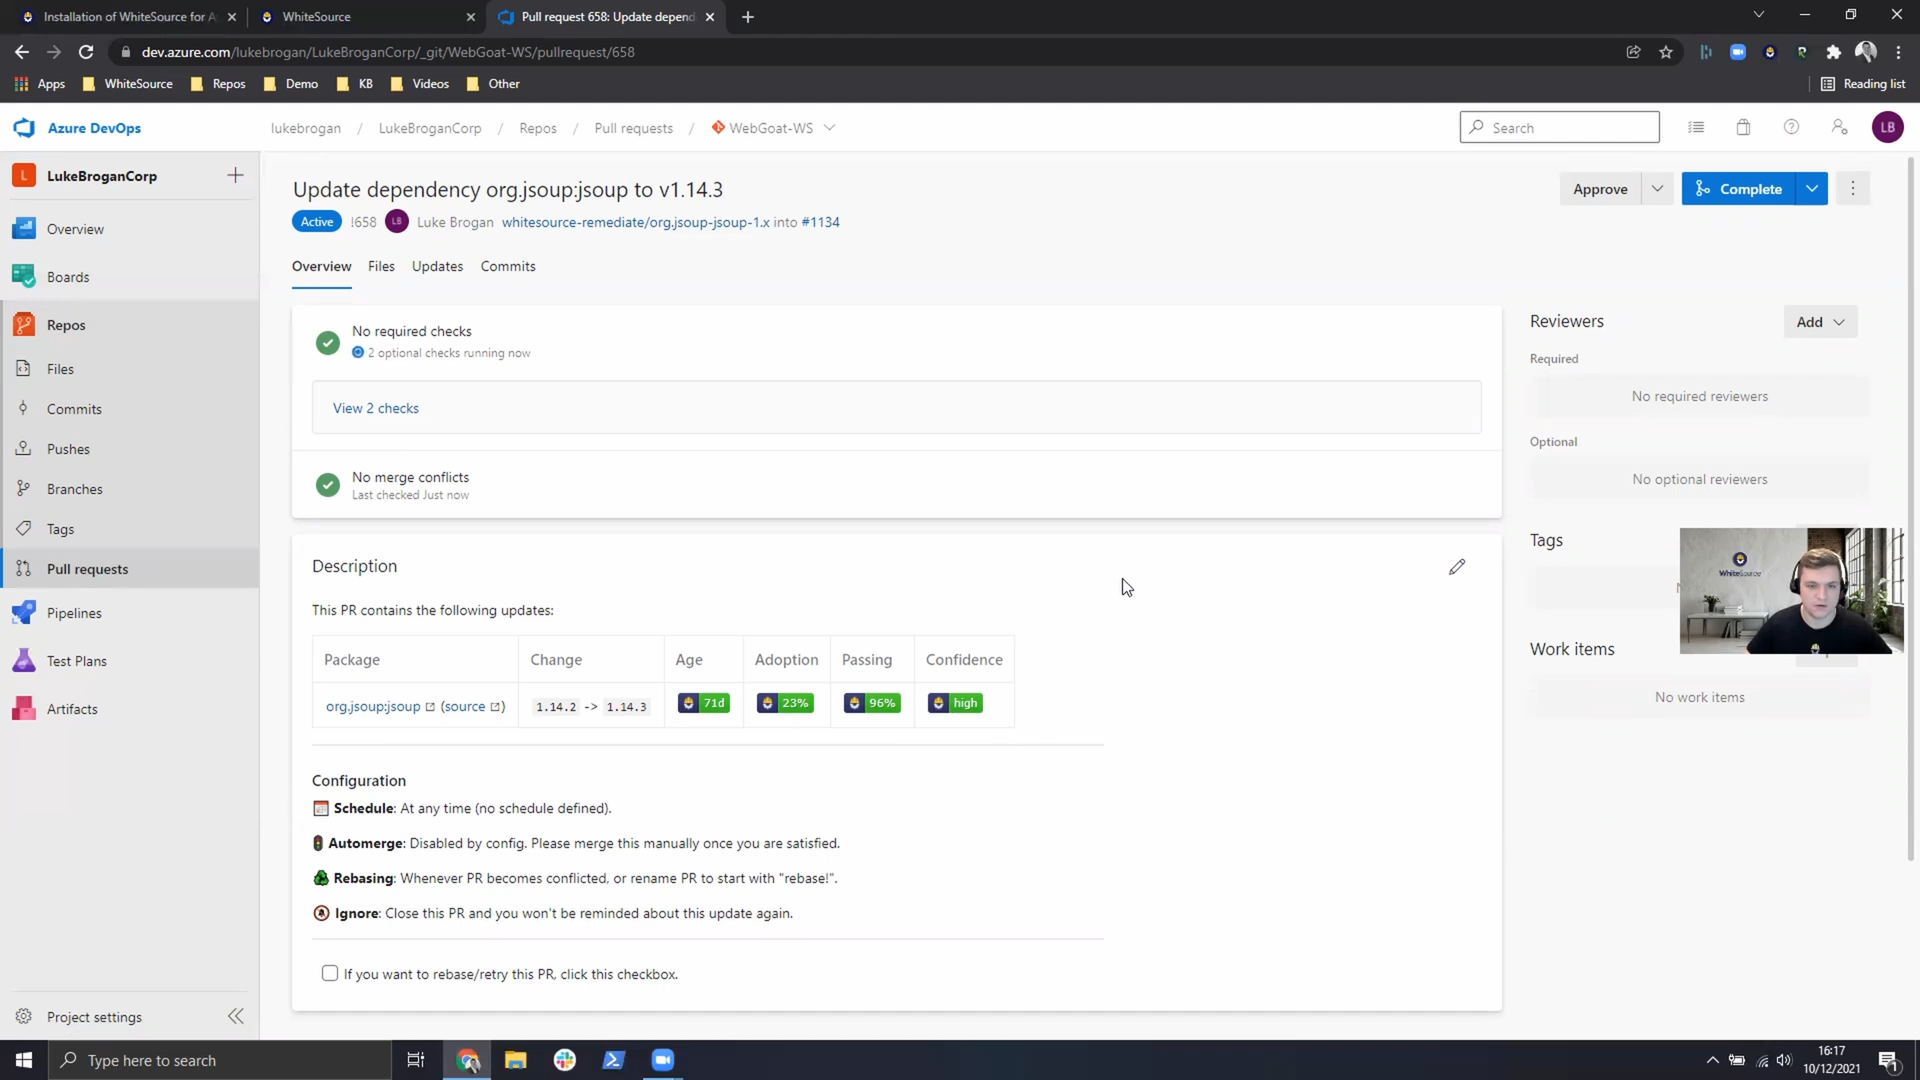 Installation of WhiteSource for A
WhiteSource
Pull request 658: Update depend
dev.azure.com/lukebrogan/LukeBroganCorp/_git/WebGoat-WS/pullrequest/658
Apps
WhiteSource
Repos
Demo
KB
Videos
Other
Reading list
Azure DevOps
lukebrogan / LukeBroganCorp / Repos / Pull requests / WebGoat-WS
Search
LB
L
LukeBroganCorp
Overview
Boards
Repos
Files
Commits
Pushes
Branches
Tags
Pull requests
Pipelines
Test Plans
Artifacts
Project settings
Update dependency org.jsoup:jsoup to v1.14.3
Approve
Complete
Active !658 LB Luke Brogan whitesource-remediate/org.jsoup-jsoup-1.x into #1134
Overview Files Updates Commits
No required checks
2 optional checks running now
View 2 checks
No merge conflicts
Last checked Just now
Description
This PR contains the following updates:
Package Change Age Adoption Passing Confidence
org.jsoup:jsoup (source) 1.14.2 -> 1.14.3 71d 23% 96% high
Configuration
Schedule: At any time (no schedule defined).
Automerge: Disabled by config. Please merge this manually once you are satisfied.
Rebasing: Whenever PR becomes conflicted, or rename PR to start with "rebase!".
Ignore: Close this PR and you won't be reminded about this update again.
If you want to rebase/retry this PR, click this checkbox.
Reviewers
Add
Required
No required reviewers
Optional
No optional reviewers
Tags
WhiteSource
Work items
No work items
Type here to search
16:17
10/12/2021
1